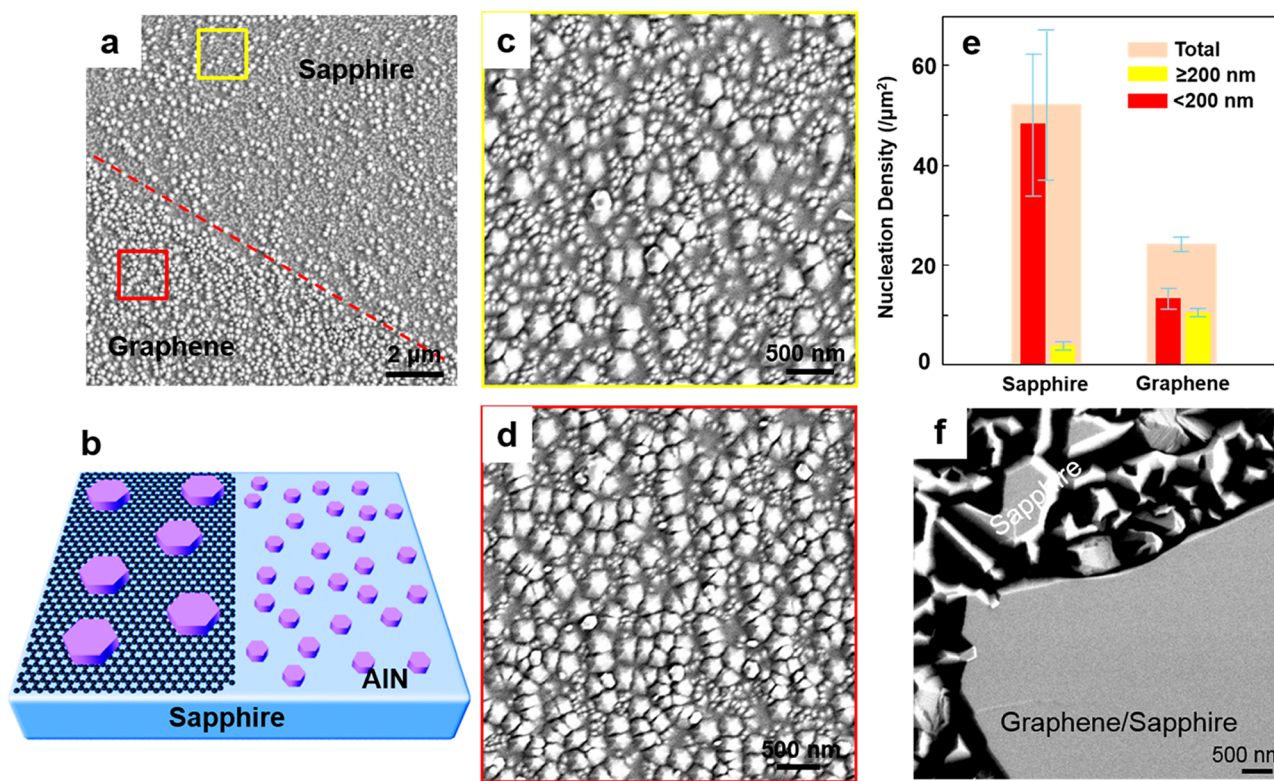 a
Sapphire
Graphene
2 μm
b
AlN
Sapphire
c
500 nm
d
500 nm
e
Nucleation Density (/μm²)
60
40
20
0
Total
≥200 nm
<200 nm
Sapphire
Graphene
f
Sapphire
Graphene/Sapphire
500 nm